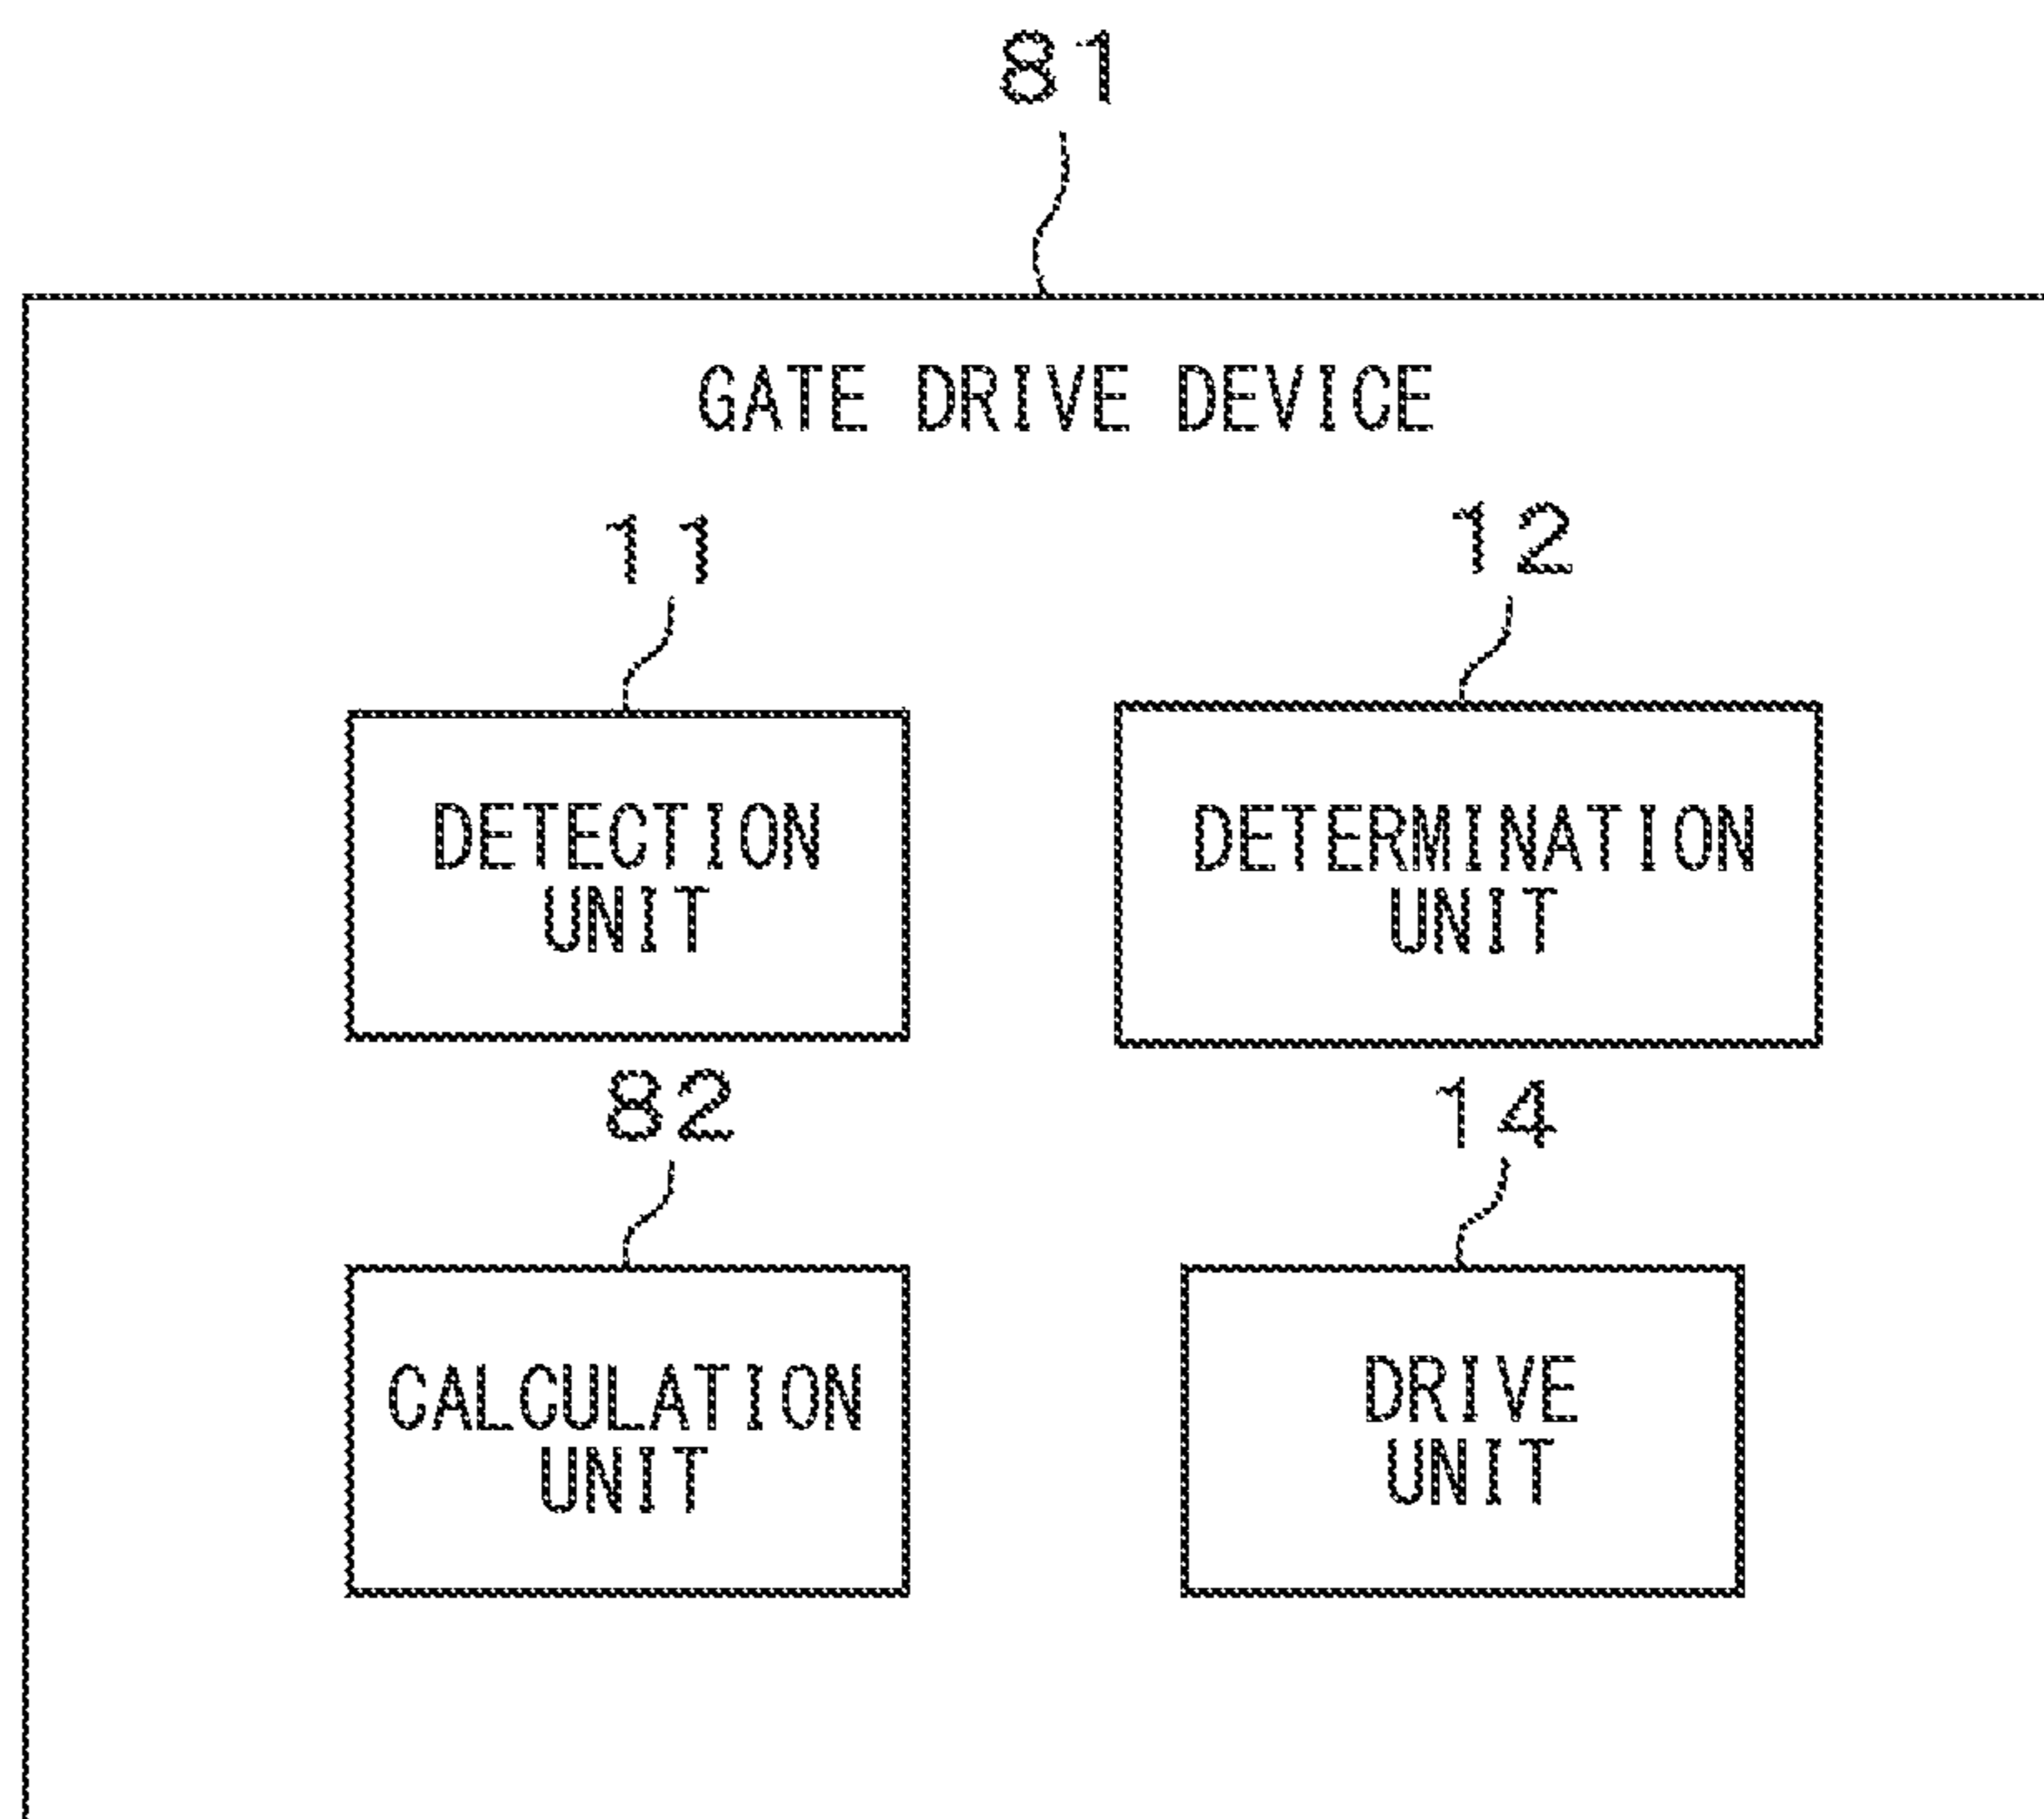 81
GATE DRIVE DEVICE
11
12
DETECTION
UNIT
DETERMINATION
UNIT
82
14
CALCULATION
UNIT
DRIVE
UNIT